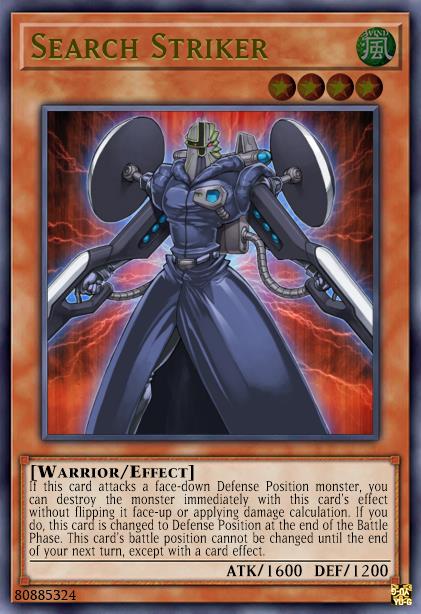 Search Striker
WIND
風
[Warrior/Effect]
If this card attacks a face-down Defense Position monster, you
can destroy the monster immediately with this card's effect
without flipping it face-up or applying damage calculation. If you
do, this card is changed to Defense Position at the end of the Battle
Phase. This card's battle position cannot be changed until the end
of your next turn, except with a card effect.
ATK/1600 DEF/1200
80885324